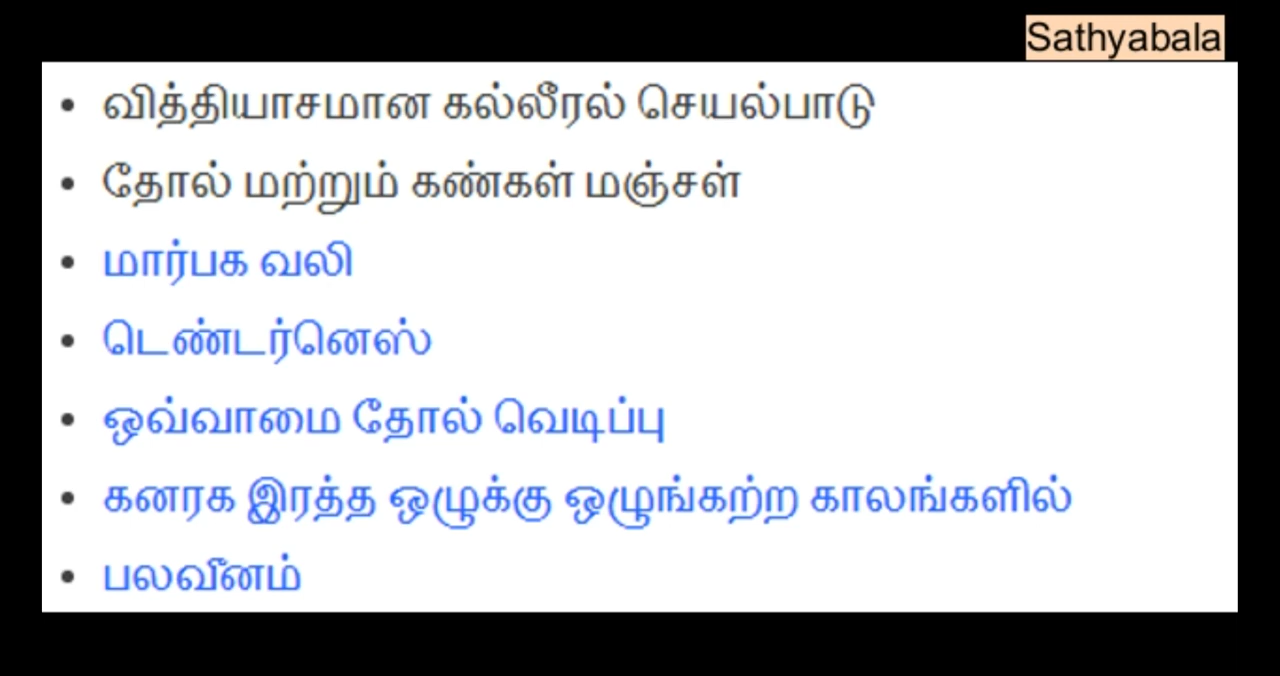 Sathyabala
• வித்தியாசமான கல்லீரல் செயல்பாடு
• தோல் மற்றும் கண்கள் மஞ்சள்
• மார்பக வலி
• டெண்டர்னெஸ்
• ஒவ்வாமை தோல் வெடிப்பு
• கனரக இரத்த ஒழுக்கு ஒழுங்கற்ற காலங்களில்
• பலவீனம்